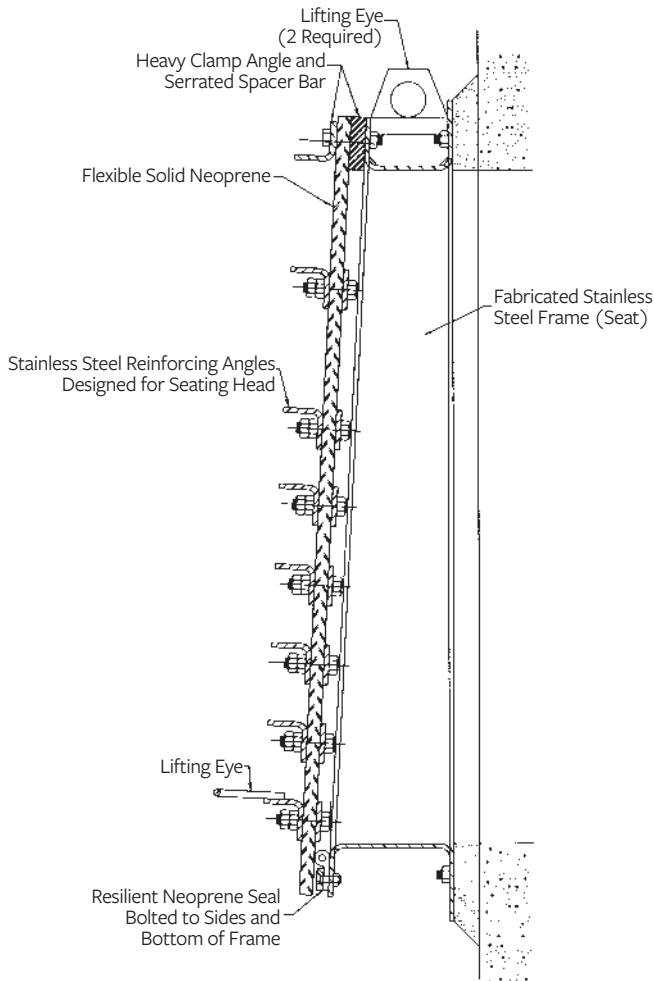 Lifting Eye
(2 Required)
Heavy Clamp Angle and
Serrated Spacer Bar
Flexible Solid Neoprene
Fabricated Stainless
Steel Frame (Seat)
Stainless Steel Reinforcing Angles
Designed for Seating Head
Lifting Eye
Resilient Neoprene Seal
Bolted to Sides and
Bottom of Frame